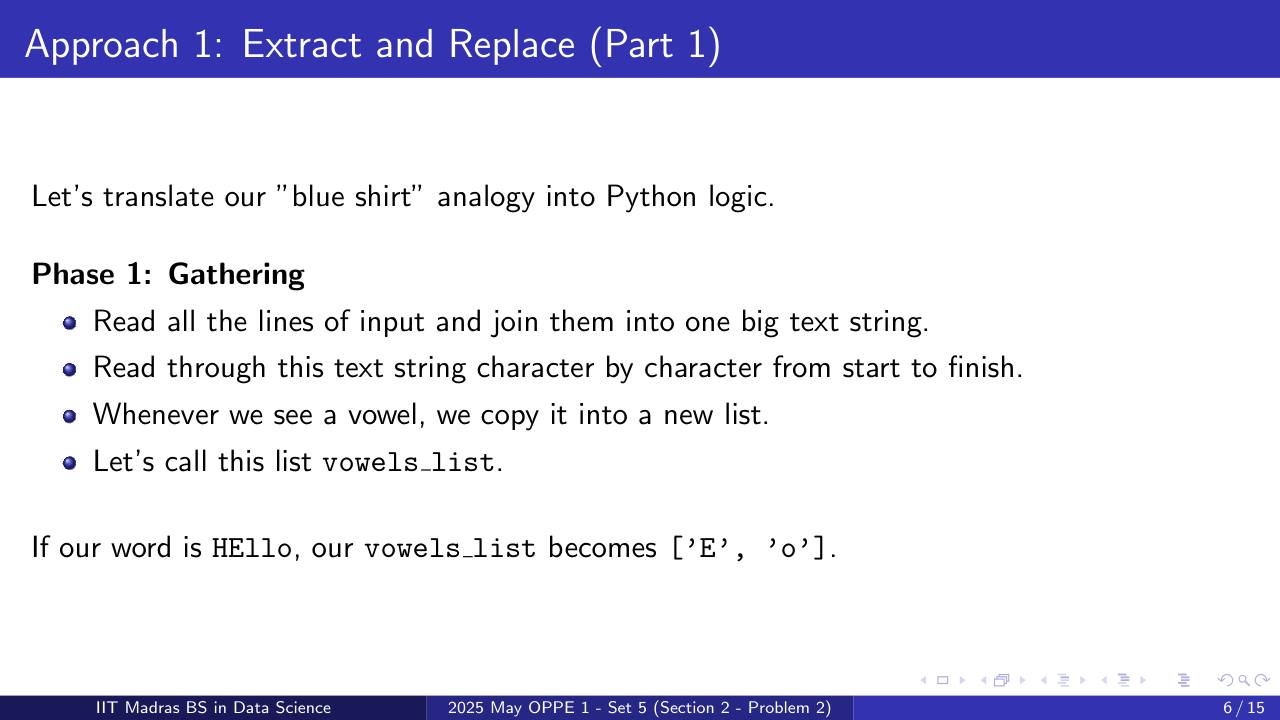 Approach 1: Extract and Replace (Part 1)
Let's translate our ”blue shirt” analogy into Python logic.
Phase 1: Gathering
Read all the lines of input and join them into one big text string.
Read through this text string character by character from start to finish.
Whenever we see a vowel, we copy it into a new list.
Let's call this list vowels_list.
If our word is HEllo, our vowels_list becomes [’E’, ’o’].
IIT Madras BS in Data Science
2025 May OPPE 1 - Set 5 (Section 2 - Problem 2)
6 / 15